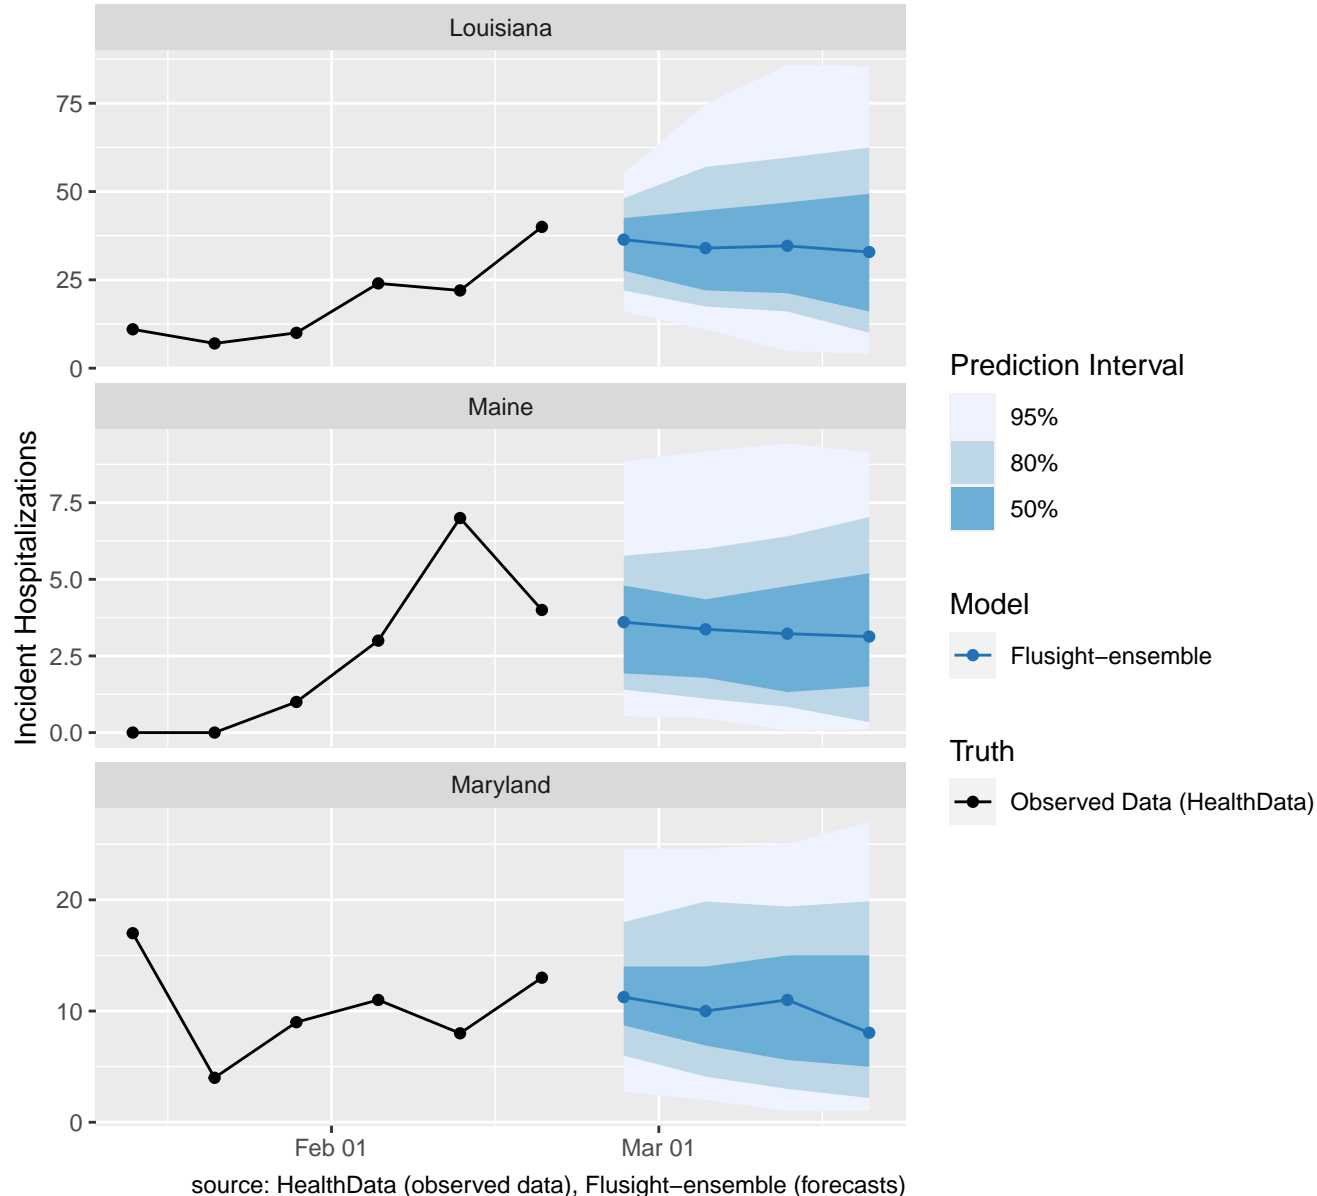 Louisiana
75
50
25
0
Maine
Incident Hospitalizations
7.5
5.0
2.5
0.0
Maryland
20
10
0
Feb 01
Mar 01
source: HealthData (observed data), Flusight−ensemble (forecasts)
Prediction Interval
95%
80%
50%
Model
Flusight−ensemble
Truth
Observed Data (HealthData)